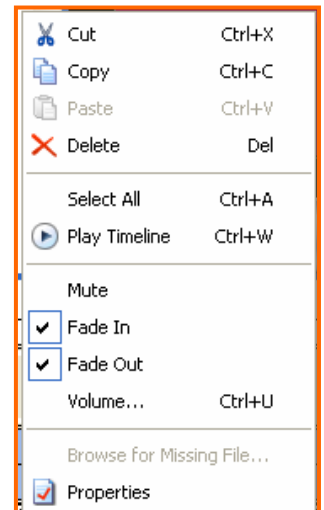 Cut Ctrl+X
Copy Ctrl+C
Paste Ctrl+V
Delete Del
Select All Ctrl+A
Play Timeline Ctrl+W
Mute
Fade In
Fade Out
Volume... Ctrl+U
Browse for Missing File...
Properties